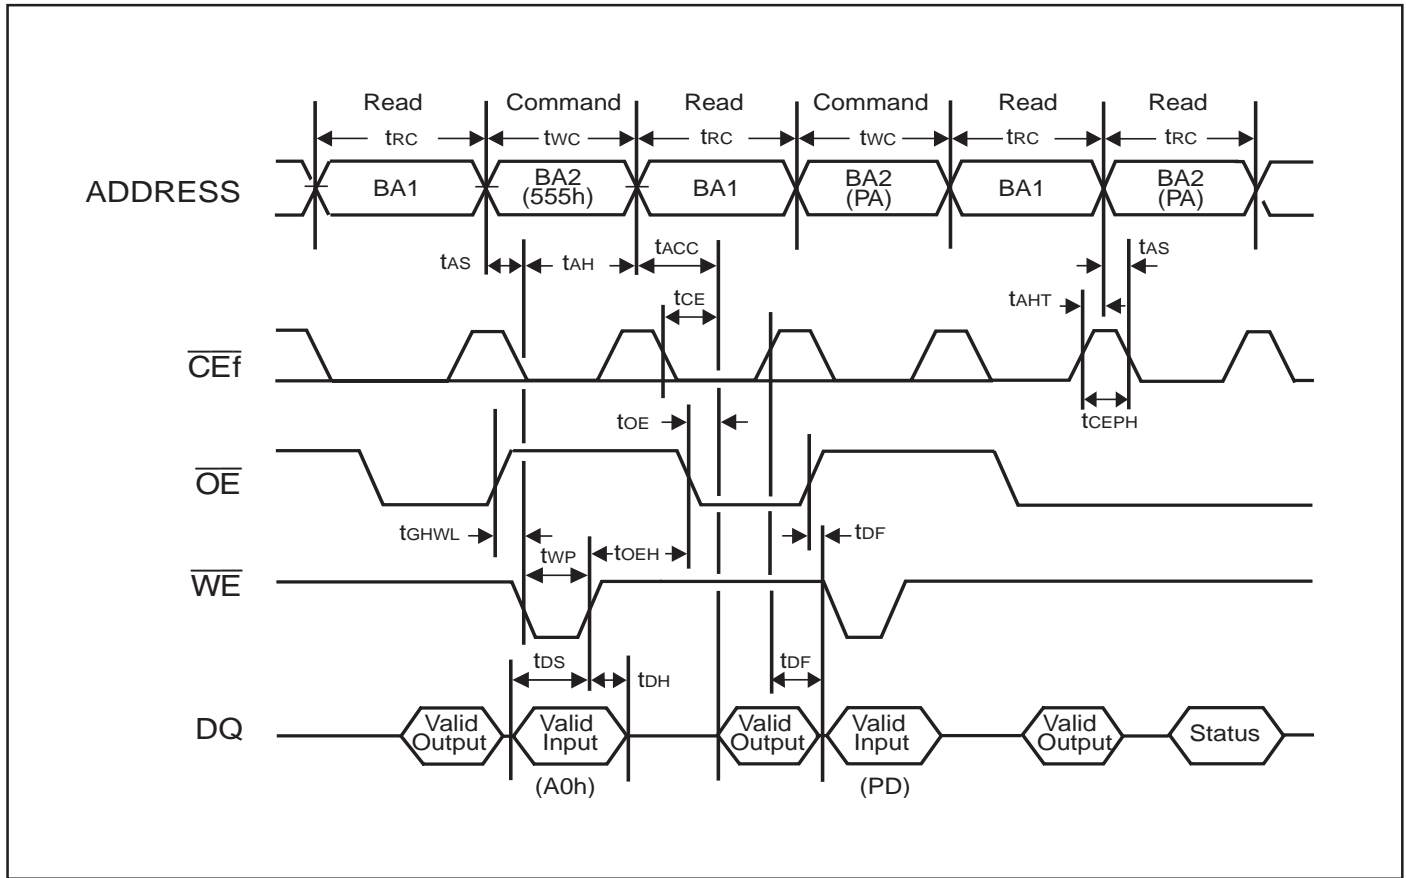 Read Command Read Command Read Read
tRC tWC tRC tWC tRC tRC
ADDRESS BA1 BA2 (555h) BA1 BA2 (PA) BA1 BA2 (PA)
tAS tAH tACC tAS
tCE tAHT
CEf
tOE tCEPH
OE
tGHWL tWP tOEH tDF
WE
tDS tDH tDF
DQ Valid Output Valid Input Valid Output Valid Input Valid Output Status
(A0h) (PD)